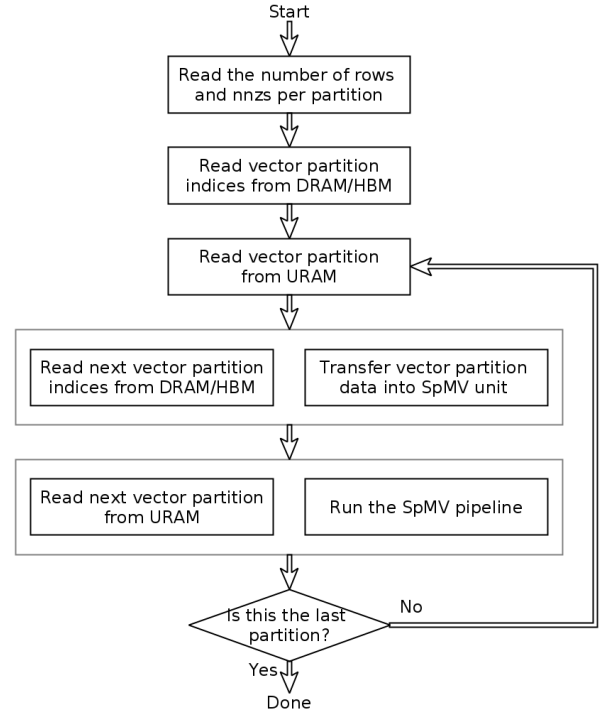 Start
Read the number of rows
and nnzs per partition
Read vector partition
indices from DRAM/HBM
Read vector partition
from URAM
Read next vector partition
indices from DRAM/HBM
Transfer vector partition
data into SpMV unit
Read next vector partition
from URAM
Run the SpMV pipeline
Is this the last
partition?
No
Yes
Done